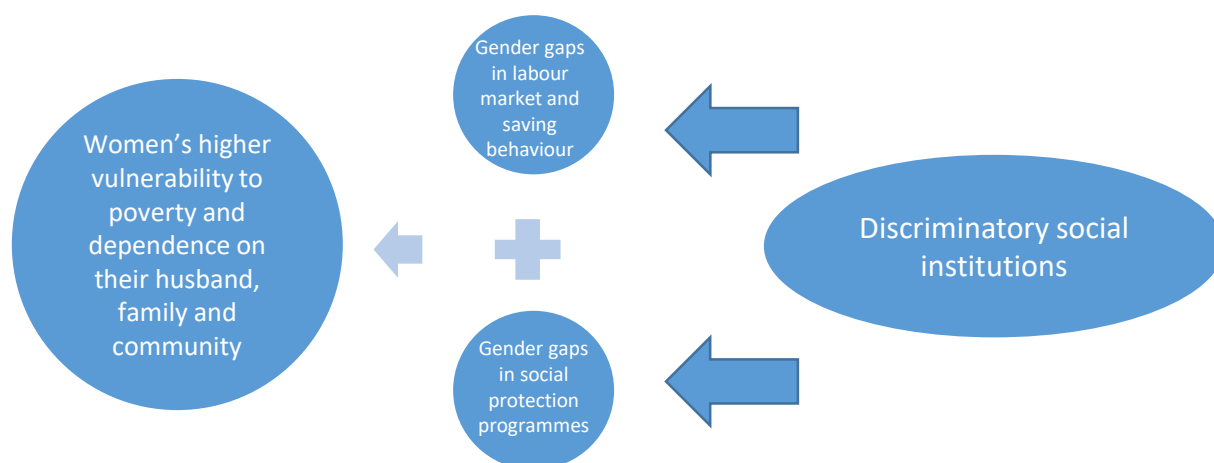 Women’s higher
vulnerability to
poverty and
dependence on
their husband,
family and
community
Gender gaps
in labour
market and
saving
behaviour
Gender gaps
in social
protection
programmes
Discriminatory social
institutions